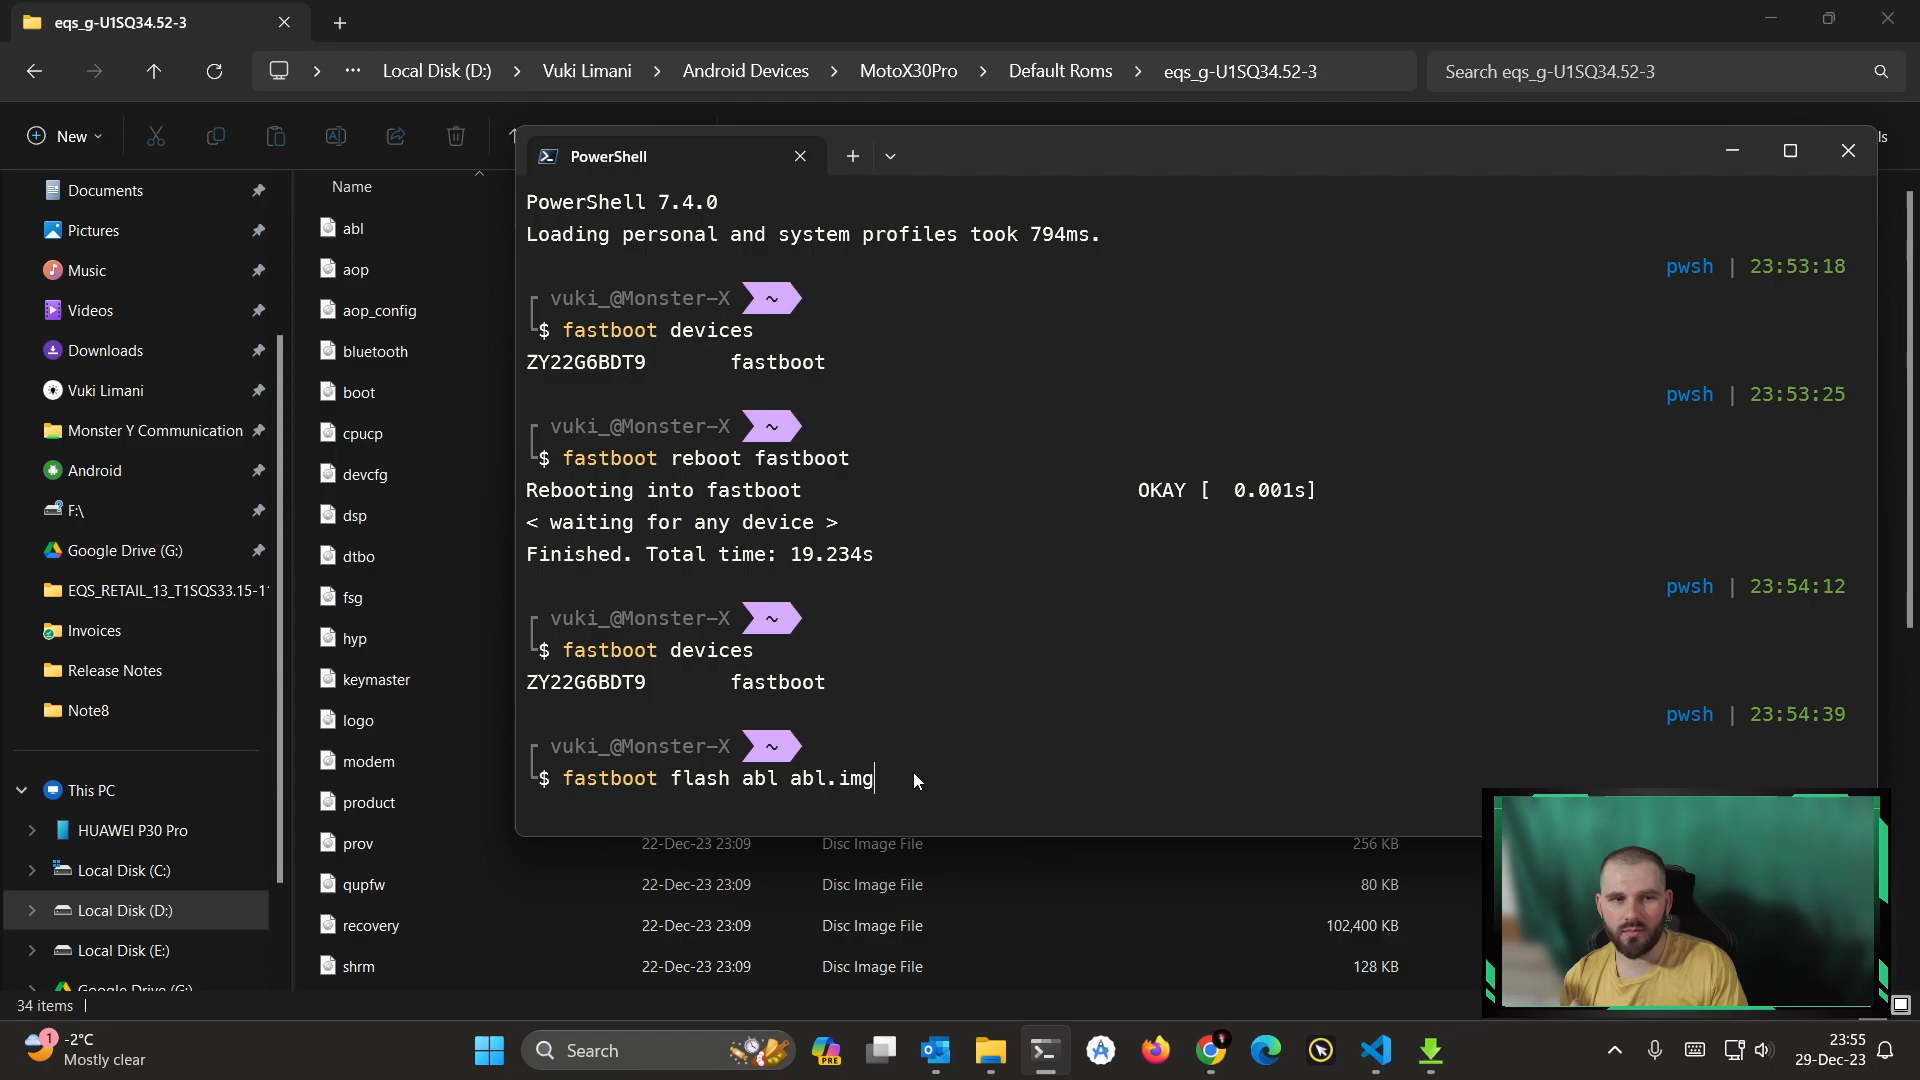 eqs_g-U1SQ34.52-3
Local Disk (D:) > Vuki Limani > Android Devices > MotoX30Pro > Default Roms > eqs_g-U1SQ34.52-3
Search eqs_g-U1SQ34.52-3
New
ls
Documents
Pictures
Music
Videos
Downloads
Vuki Limani
Monster Y Communication
Android
F:\
Google Drive (G:)
EQS_RETAIL_13_T1SQS33.15-1
Invoices
Release Notes
Note8
This PC
HUAWEI P30 Pro
Local Disk (C:)
Local Disk (D:)
Local Disk (E:)
Google Drive (G:)
Name
abl
aop
aop_config
bluetooth
boot
cpucp
devcfg
dsp
dtbo
fsg
hyp
keymaster
logo
modem
product
prov 22-Dec-23 23:09 Disc Image File 256 KB
qupfw 22-Dec-23 23:09 Disc Image File 80 KB
recovery 22-Dec-23 23:09 Disc Image File 102,400 KB
shrm 22-Dec-23 23:09 Disc Image File 128 KB
34 items
PowerShell
PowerShell 7.4.0
Loading personal and system profiles took 794ms.
pwsh | 23:53:18
vuki_@Monster-X ~
$ fastboot devices
ZY22G6BDT9 fastboot
pwsh | 23:53:25
vuki_@Monster-X ~
$ fastboot reboot fastboot
Rebooting into fastboot OKAY [ 0.001s]
< waiting for any device >
Finished. Total time: 19.234s
pwsh | 23:54:12
vuki_@Monster-X ~
$ fastboot devices
ZY22G6BDT9 fastboot
pwsh | 23:54:39
vuki_@Monster-X ~
$ fastboot flash abl abl.img
1
-2°C
Mostly clear
Search
PRE
23:55
29-Dec-23